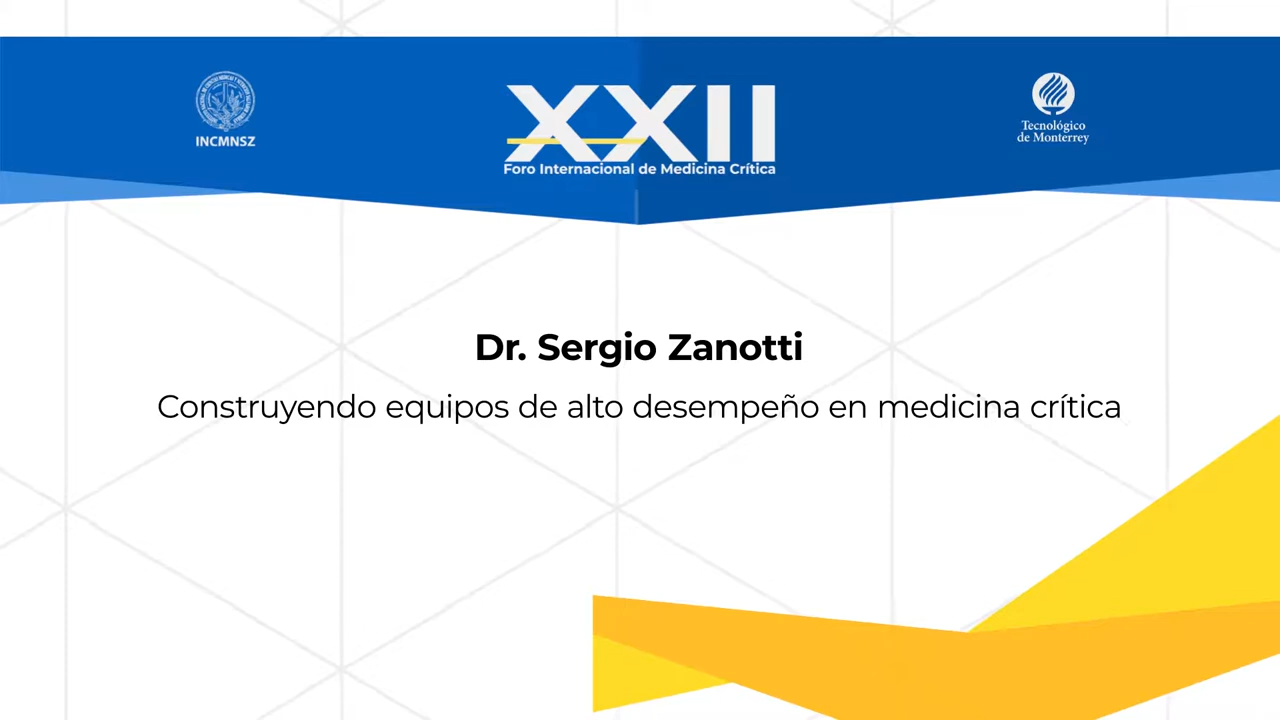 INCMNSZ
XXII
Foro Internacional de Medicina Crítica
Tecnológico
de Monterrey
Dr. Sergio Zanotti
Construyendo equipos de alto desempeño en medicina crítica